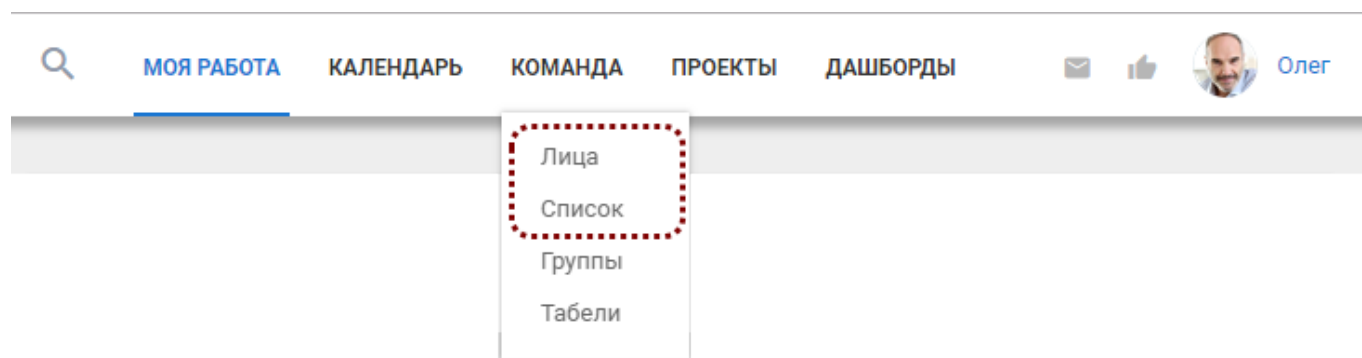 МОЯ РАБОТА КАЛЕНДАРЬ КОМАНДА ПРОЕКТЫ ДАШБОРДЫ Олег
Лица
Список
Группы
Табели